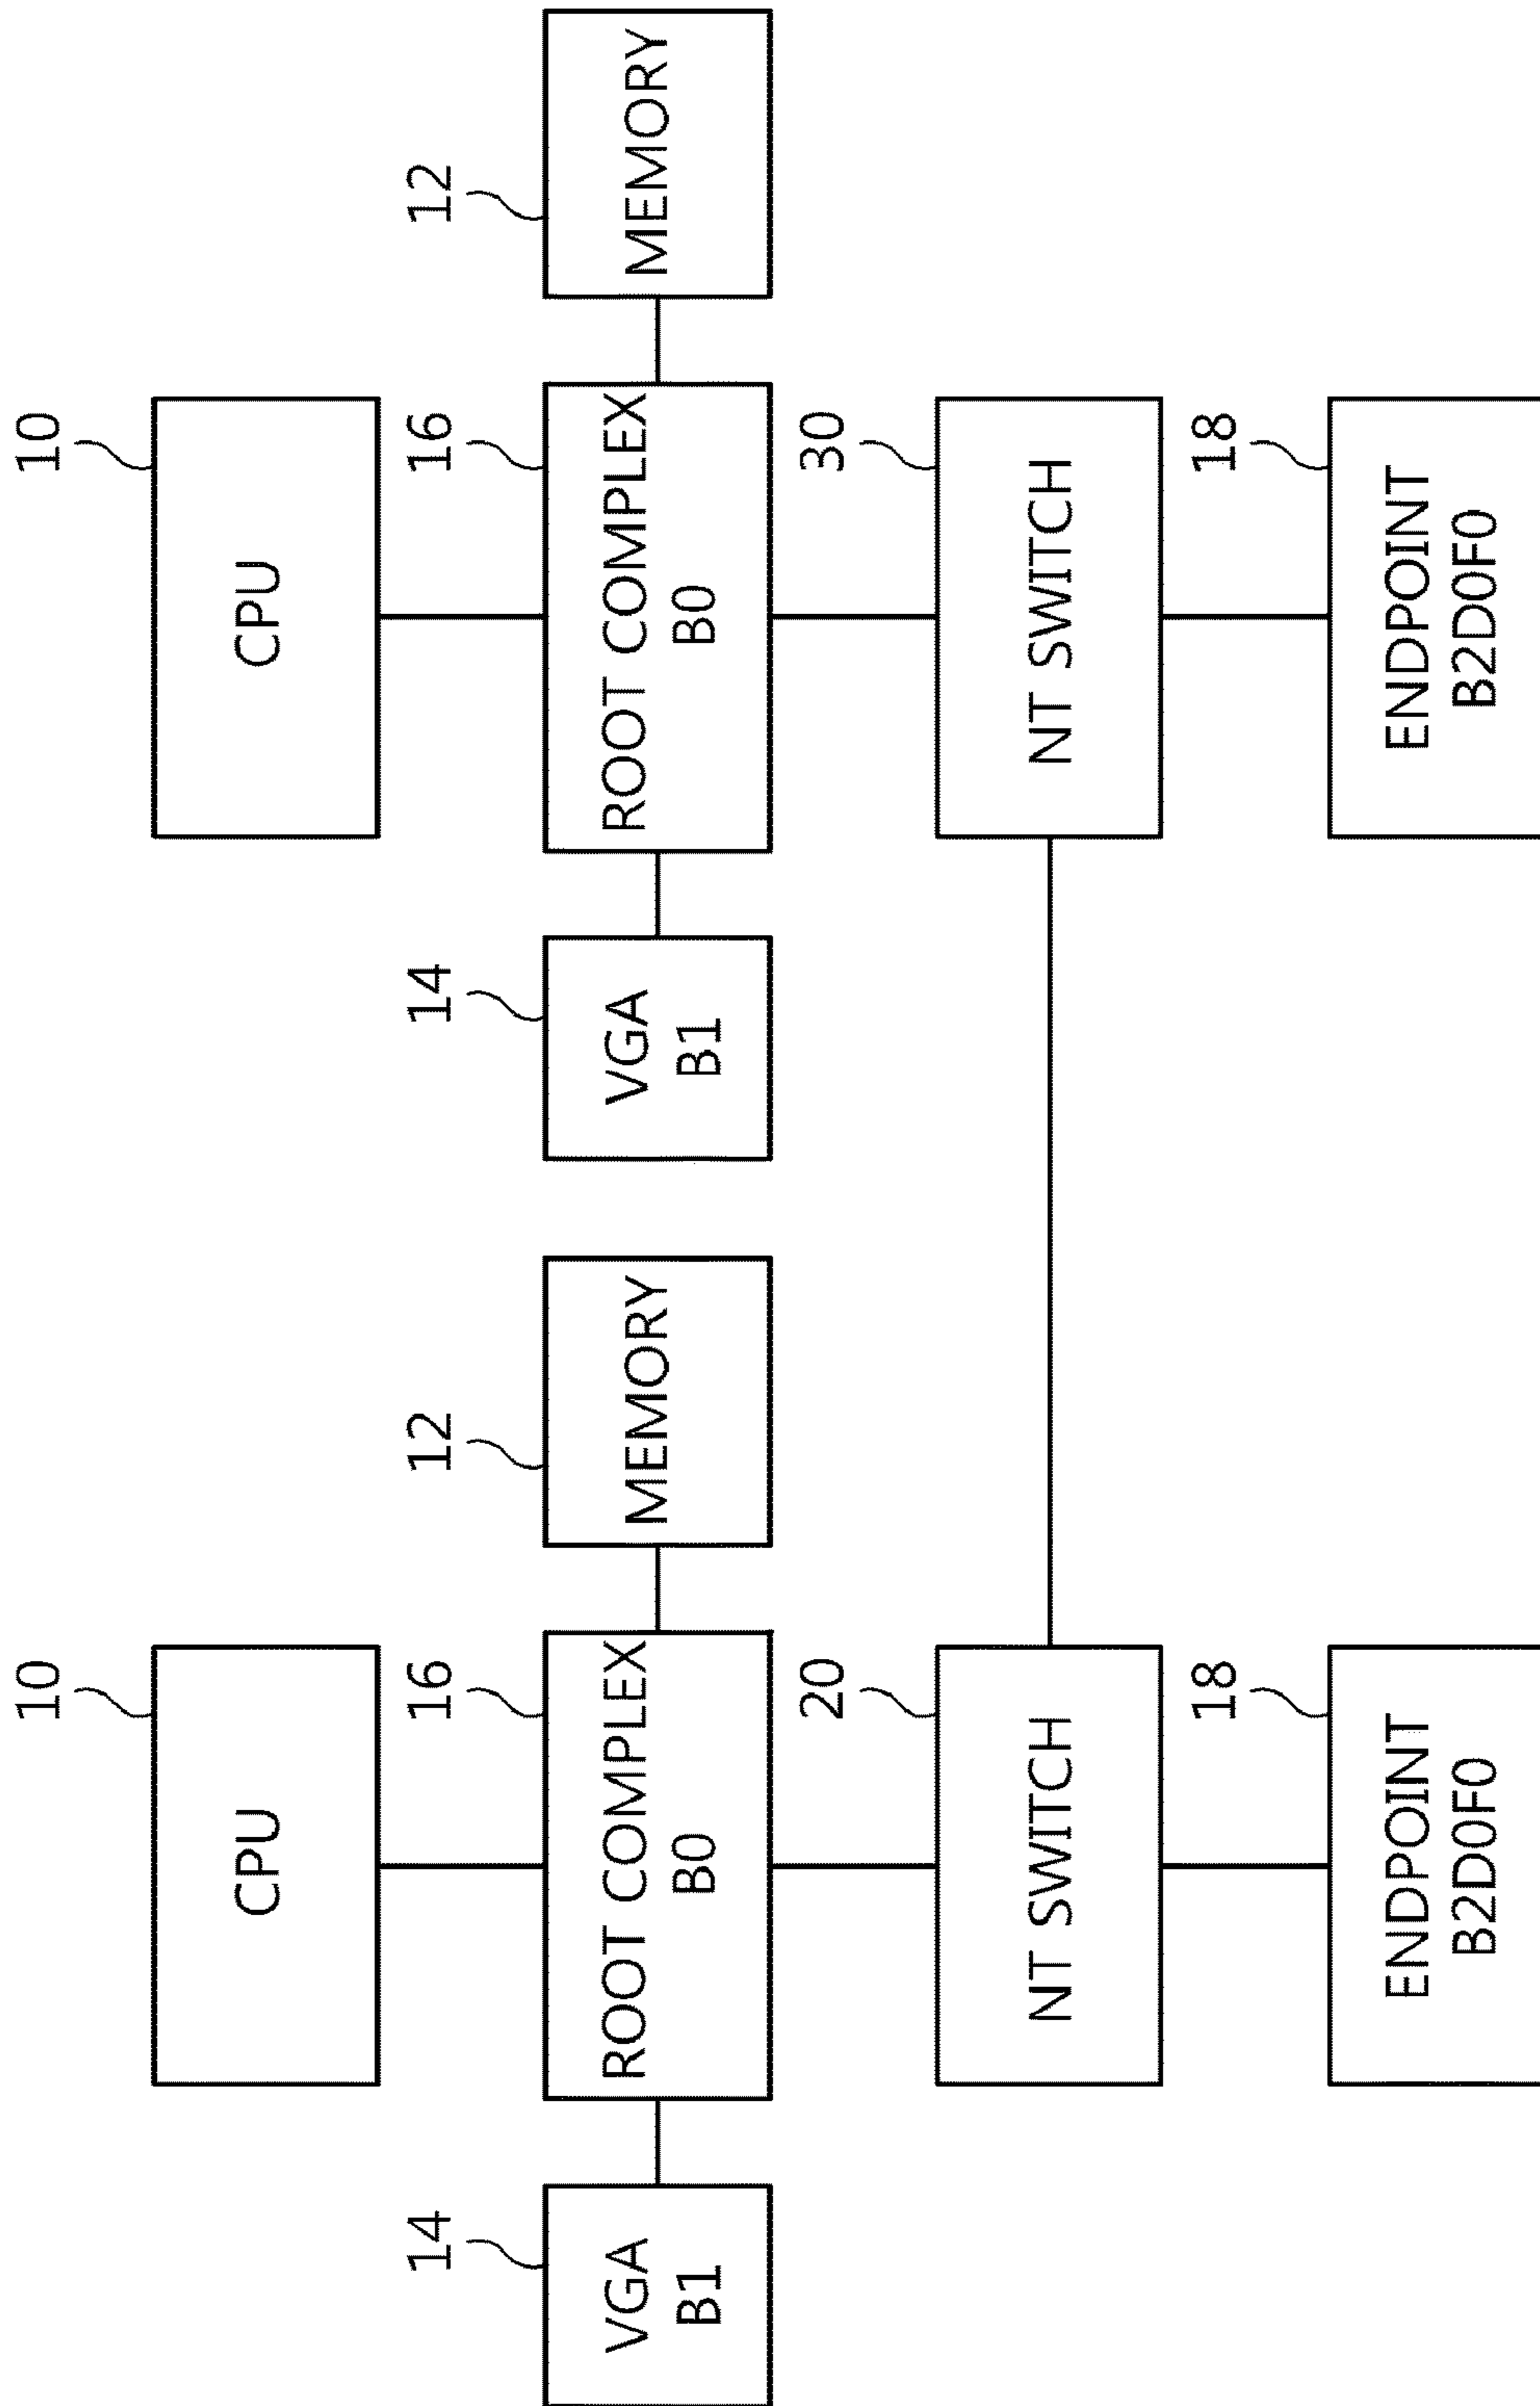 10
CPU
14
VGA
B1
16
ROOT COMPLEX
B0
12
MEMORY
20
NT SWITCH
18
ENDPOINT
B2D0F0
10
CPU
14
VGA
B1
16
ROOT COMPLEX
B0
12
MEMORY
30
NT SWITCH
18
ENDPOINT
B2D0F0